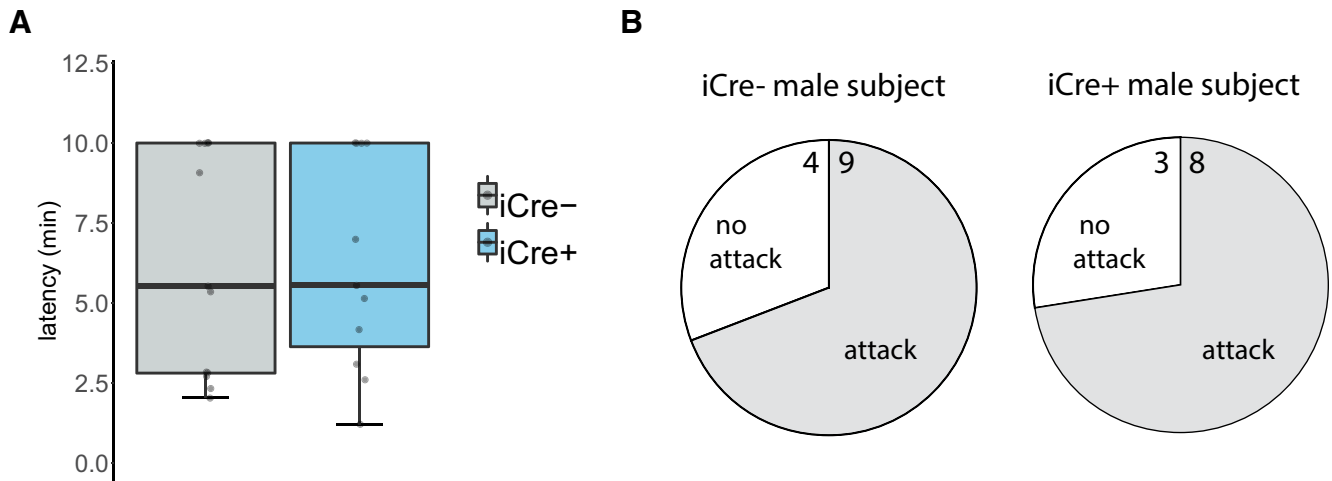 A
12.5
10.0
7.5
5.0
2.5
0.0
latency (min)
iCre−
iCre+
B
iCre- male subject
4 9
no
attack
attack
iCre+ male subject
3 8
no
attack
attack